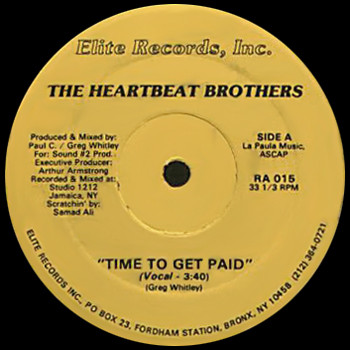 Elite Records, Inc.
THE HEARTBEAT BROTHERS
Produced & Mixed by:
Paul C. / Greg Whitley
For: Sound #2 Prod.
Executive Producer:
Arthur Armstrong
Recorded & Mixed at:
Studio 1212
Jamaica, NY
Scratchin' by:
Samad Ali
SIDE A
La Paula Music,
ASCAP
RA 015
33 1/3 RPM
"TIME TO GET PAID"
(Vocal - 3:40)
(Greg Whitley)
ELITE RECORDS INC., PO BOX 23, FORDHAM STATION, BRONX, NY 10458 (212) 364-0721